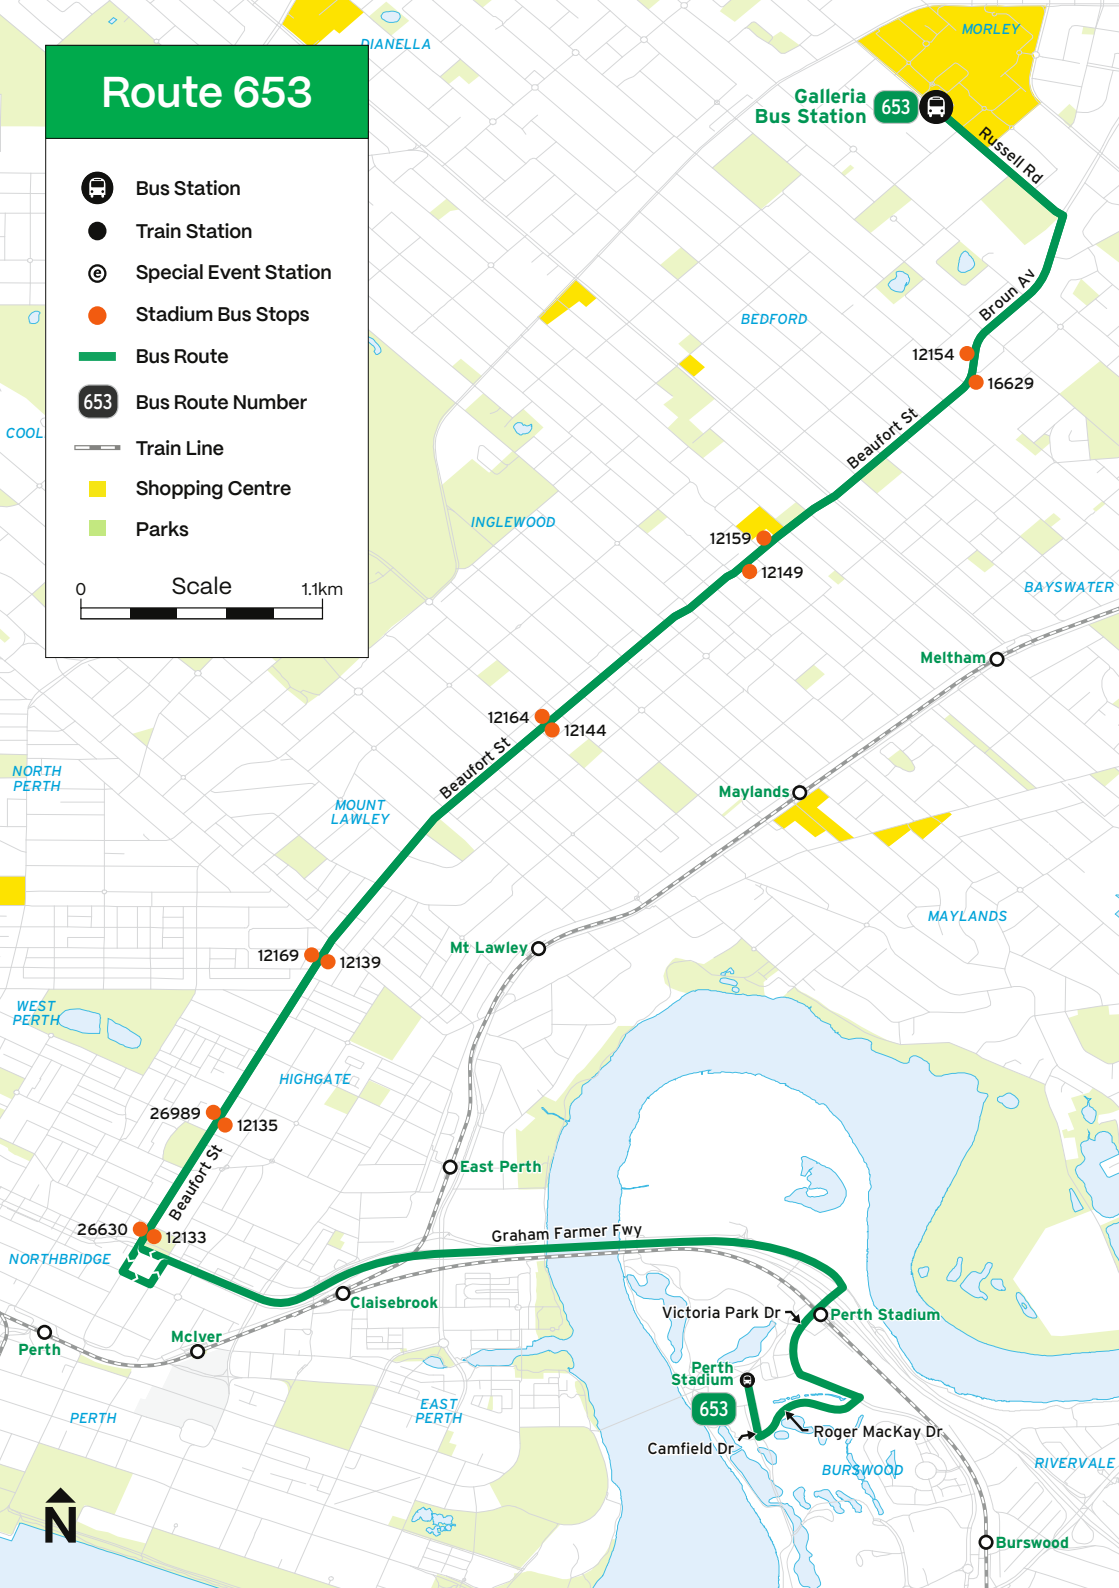 DIANELLA
MORLEY
Route 653
Galleria
Bus Station
653
Russell Rd
Bus Station
Train Station
e
Special Event Station
Stadium Bus Stops
Bus Route
653
Bus Route Number
Train Line
Shopping Centre
Parks
0
Scale
1.1km
Broun Av
BEDFORD
12154
16629
COOL
Beaufort St
INGLEWOOD
12159
12149
BAYSWATER
Meltham
12164
12144
Beaufort St
NORTH
PERTH
Maylands
MOUNT
LAWLEY
MAYLANDS
Mt Lawley
12169
12139
WEST
PERTH
HIGHGATE
26989
12135
Beaufort St
East Perth
26630
12133
Graham Farmer Fwy
NORTHBRIDGE
Claisebrook
Victoria Park Dr
Perth Stadium
McIver
Perth
Perth
Stadium
653
PERTH
EAST
PERTH
Roger MacKay Dr
Camfield Dr
BURSWOOD
RIVERVALE
N
Burswood